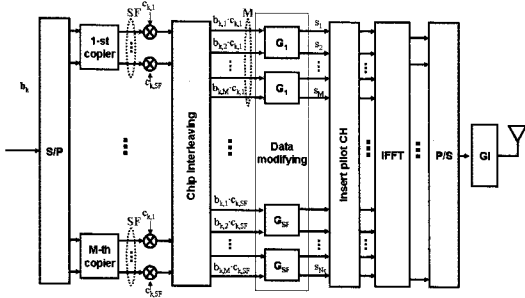 SF
c_k,1
M
b_k,1·c_k,1
s_1
1-st
copier
b_k,2·c_k,1
G_1
s_2
c_k,SF
b_k
b_k,M·c_k,1
G_1
s_M
S/P
Chip Interleaving
Data
modifying
Insert pilot CH
IFFT
P/S
GI
SF
c_k,1
b_k,1·c_k,SF
M-th
copier
b_k,2·c_k,SF
G_SF
c_k,SF
b_k,M·c_k,SF
G_SF